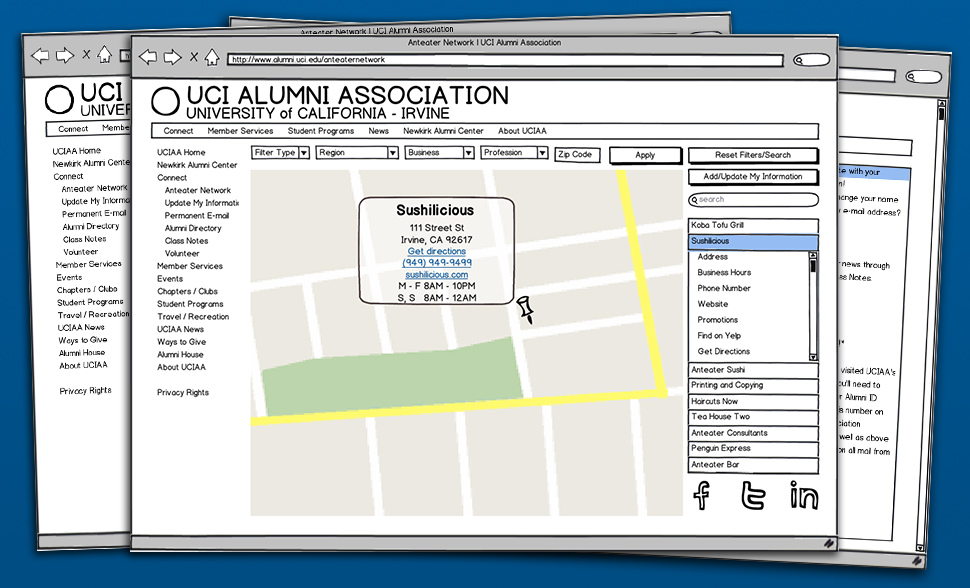 Anteater Network | UCI Alumni Association
Anteater Network | UCI Alumni Association
http://www.alumni.uci.edu/anteaternetwork
UCI ALUMNI ASSOCIATION
UNIVERSITY of CALIFORNIA - IRVINE
Connect Member Services Student Programs News Newkirk Alumni Center About UCIAA
UCIAA Home
Newkirk Alumni Center
Connect
Anteater Network
Update My Informati
Permanent E-mail
Alumni Directory
Class Notes
Volunteer
Member Services
Events
Chapters / Clubs
Student Programs
Travel / Recreation
UCIAA News
Ways to Give
Alumni House
About UCIAA
Privacy Rights
Filter Type Region Business Profession Zip Code Apply
Sushilicious
111 Street St
Irvine, CA 92617
Get directions
(949) 949-9499
sushilicious.com
M - F 8AM - 10PM
S, S 8AM - 12AM
Reset Filters/Search
Add/Update My Information
search
Koba Tofu Grill
Sushilicious
Address
Business Hours
Phone Number
Website
Promotions
Find on Yelp
Get Directions
Anteater Sushi
Printing and Copying
Haircuts Now
Tea House Two
Anteater Consultants
Penguin Express
Anteater Bar
f t in
UCI
UNIVER
Connect Membe
UCIAA Home
Newkirk Alumni Cente
Connect
Anteater Network
Update My Informa
Permanent E-mail
Alumni Directory
Class Notes
Volunteer
Member Services
Events
Chapters / Clubs
Student Programs
Travel / Recreation
UCIAA News
Ways to Give
Alumni House
About UCIAA
Privacy Rights
te with your
ange your name
e-mail address?
news through
ss Notes.
visited UCIAA's
ou'll need to
r Alumni ID
s number on
ciation
well as above
on all mail from